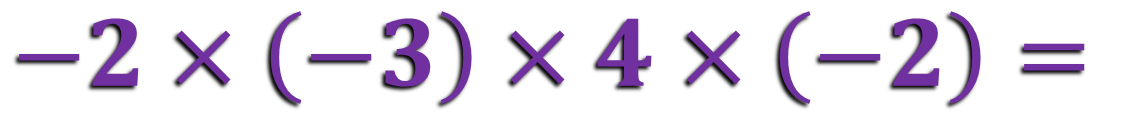 −2 × (−3) × 4 × (−2) =